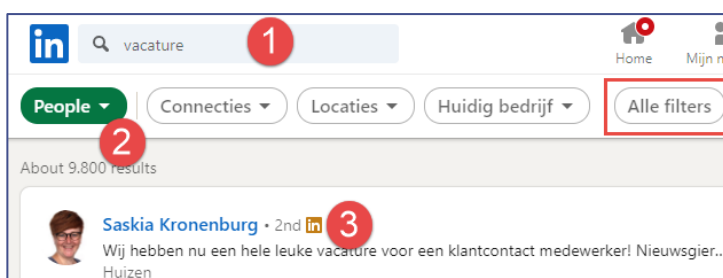 in vacature 1
Home Mijn n
People Connecties Locaties Huidig bedrijf Alle filters
2
About 9.800 results
Saskia Kronenburg • 2nd in 3
Wij hebben nu een hele leuke vacature voor een klantcontact medewerker! Nieuwsgier...
Huizen